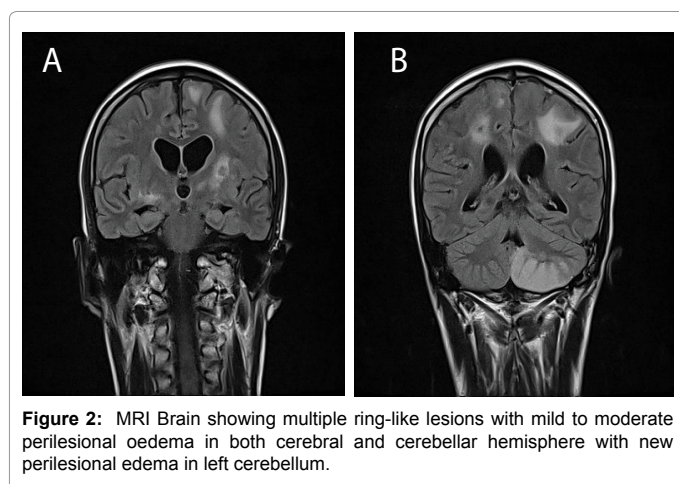 A
B
Figure 2: MRI Brain showing multiple ring-like lesions with mild to moderate
perilesional oedema in both cerebral and cerebellar hemisphere with new
perilesional edema in left cerebellum.